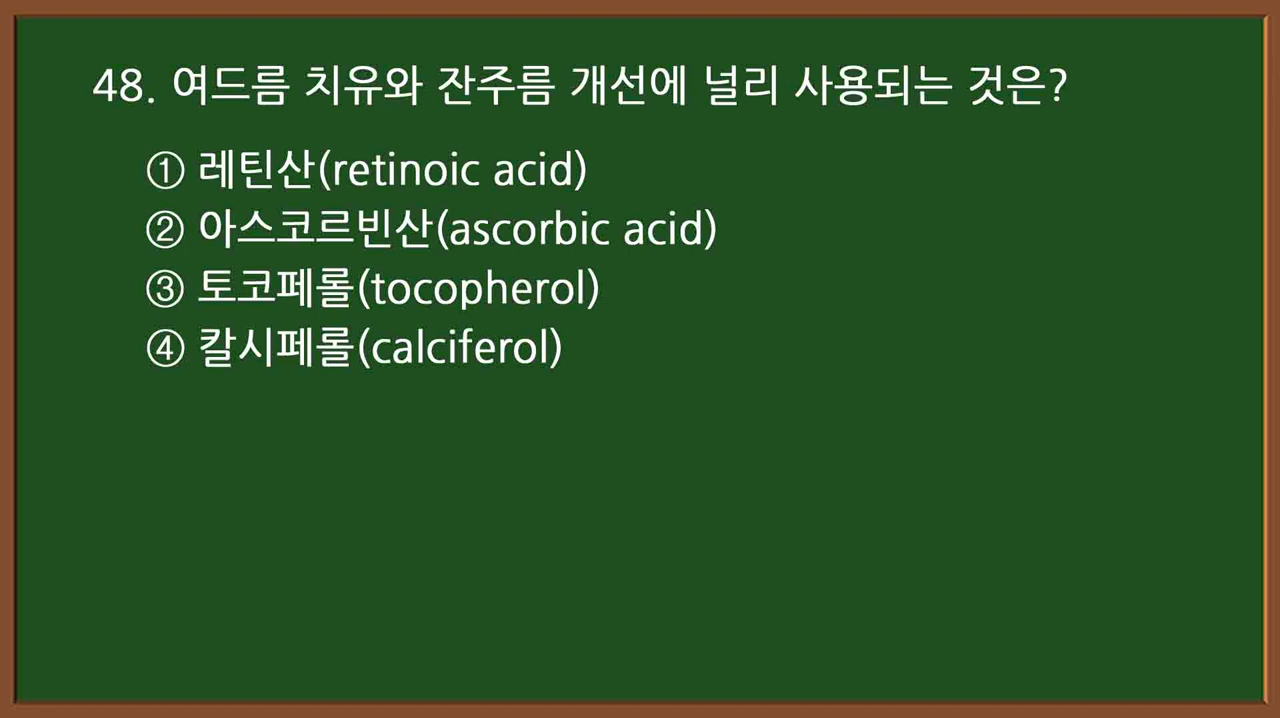 48. 여드름 치유와 잔주름 개선에 널리 사용되는 것은?
① 레틴산(retinoic acid)
② 아스코르빈산(ascorbic acid)
③ 토코페롤(tocopherol)
④ 칼시페롤(calciferol)